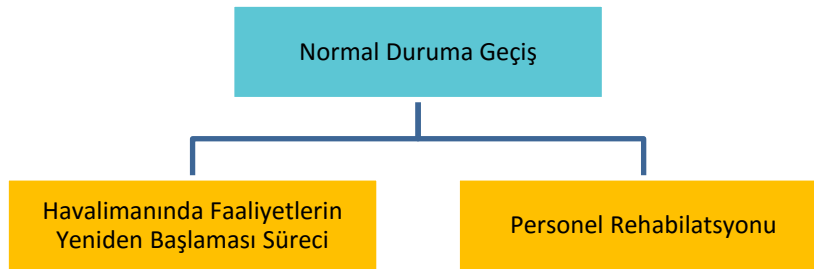 Normal Duruma Geçiş
Havalimanında Faaliyetlerin
Yeniden Başlaması Süreci
Personel Rehabilatsyonu